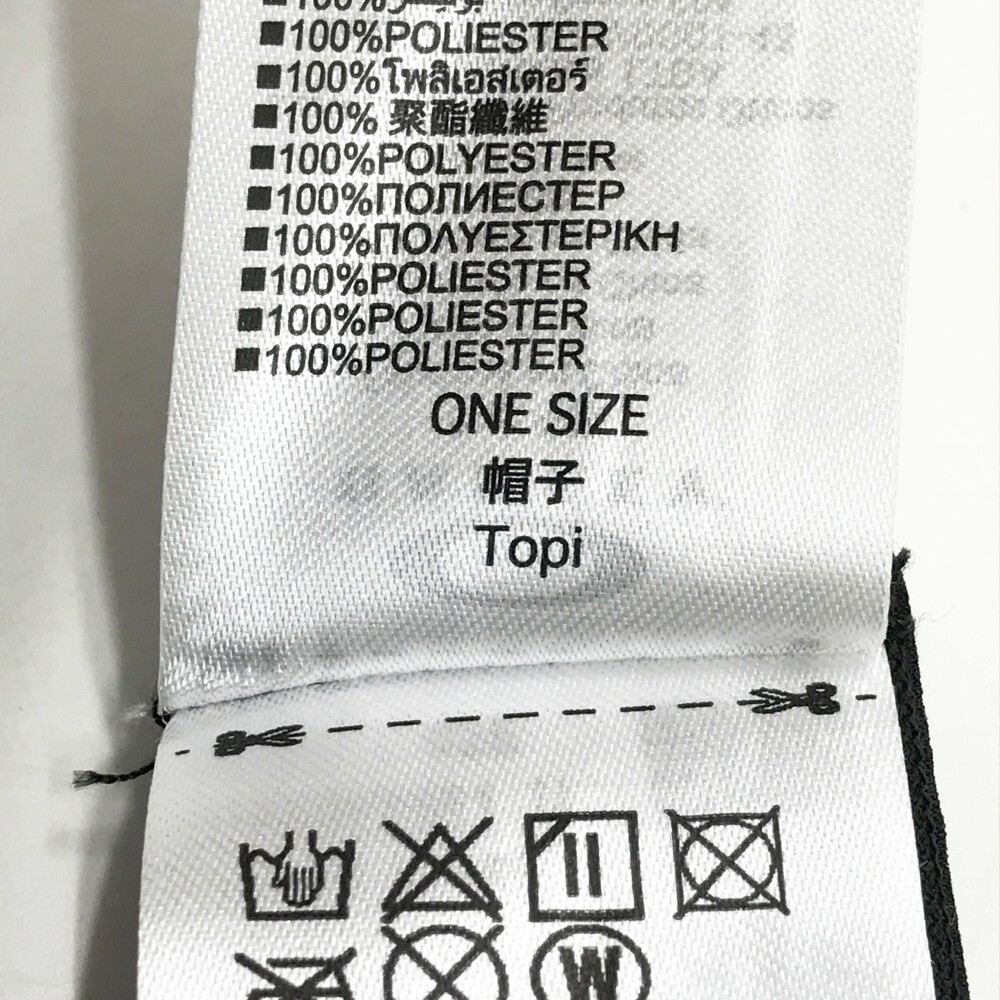 ■100%POLIESTER
■100%โพลิเอสเตอร์
■100% 聚酯纖維
■100%POLYESTER
■100%ПОЛИЕСТЕР
■100%ΠΟΛΥΕΣΤΕΡΙΚΗ
■100%POLIESTER
■100%POLIESTER
■100%POLIESTER
ONE SIZE
帽子
Topi
W